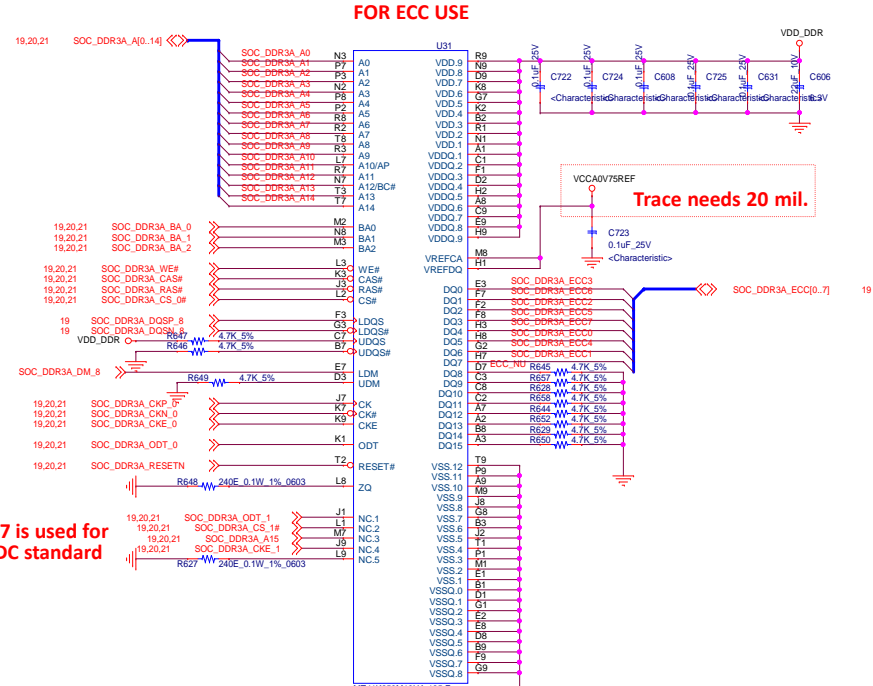 FOR ECC USE
19,20,21 SOC_DDR3A_A[0..14]
U31
VDD_DDR
SOC_DDR3A_A0 N3 A0
SOC_DDR3A_A1 P7 A1
SOC_DDR3A_A2 P3 A2
SOC_DDR3A_A3 N2 A3
SOC_DDR3A_A4 P8 A4
SOC_DDR3A_A5 P2 A5
SOC_DDR3A_A6 R8 A6
SOC_DDR3A_A7 R2 A7
SOC_DDR3A_A8 T8 A8
SOC_DDR3A_A9 R3 A9
SOC_DDR3A_A10 L7 A10/AP
SOC_DDR3A_A11 R7 A11
SOC_DDR3A_A12 N7 A12/BC#
SOC_DDR3A_A13 T3 A13
SOC_DDR3A_A14 T7 A14
19,20,21 SOC_DDR3A_BA_0 M2 BA0
19,20,21 SOC_DDR3A_BA_1 N8 BA1
19,20,21 SOC_DDR3A_BA_2 M3 BA2
19,20,21 SOC_DDR3A_WE# L3 WE#
19,20,21 SOC_DDR3A_CAS# K3 CAS#
19,20,21 SOC_DDR3A_RAS# J3 RAS#
19,20,21 SOC_DDR3A_CS_0# L2 CS#
19 SOC_DDR3A_DQSP_8 F3 LDQS
19 SOC_DDR3A_DQSN_8 G3 LDQS#
VDD_DDR R647 4.7K_5% C7 UDQS
R646 4.7K_5% B7 UDQS#
SOC_DDR3A_DM_8 E7 LDM
R649 4.7K_5% D3 UDM
19,20,21 SOC_DDR3A_CKP_0 J7 CK
19,20,21 SOC_DDR3A_CKN_0 K7 CK#
19,20,21 SOC_DDR3A_CKE_0 K9 CKE
19,20,21 SOC_DDR3A_ODT_0 K1 ODT
19,20,21 SOC_DDR3A_RESETN T2 RESET#
R648 240E_0.1W_1%_0603 L8 ZQ
19,20,21 SOC_DDR3A_ODT_1 J1 NC.1
19,20,21 SOC_DDR3A_CS_1# L1 NC.2
19,20,21 SOC_DDR3A_A15 M7 NC.3
19,20,21 SOC_DDR3A_CKE_1 J9 NC.4
R627 240E_0.1W_1%_0603 L9 NC.5
7 is used for
DC standard
VDD.9 R9
VDD.8 N9
VDD.7 D9
VDD.6 K8
VDD.5 G7
VDD.4 K2
VDD.3 B2
VDD.2 R1
VDD.1 N1
VDDQ.1 A1
VDDQ.2 C1
VDDQ.3 F1
VDDQ.4 D2
VDDQ.5 H2
VDDQ.6 A8
VDDQ.7 C9
VDDQ.8 E9
VDDQ.9 H9
VREFCA M8
VREFDQ H1
C722 0.1uF_25V
C724 0.1uF_25V
C608
C725 0.1uF_25V
C631
C606 22uF_10V
6.3V
VCCA0V75REF
Trace needs 20 mil.
C723
0.1uF_25V
<Characteristic>
DQ0 E3 SOC_DDR3A_ECC3
DQ1 F7 SOC_DDR3A_ECC6
DQ2 F2 SOC_DDR3A_ECC2
DQ3 F8 SOC_DDR3A_ECC5
DQ4 H3 SOC_DDR3A_ECC7
DQ5 H8 SOC_DDR3A_ECC0
DQ6 G2 SOC_DDR3A_ECC4
DQ7 H7 SOC_DDR3A_ECC1
SOC_DDR3A_ECC[0..7] 19
DQ8 D7 ECC_NU R645 4.7K_5%
DQ9 C3 R657 4.7K_5%
DQ10 C8 R628 4.7K_5%
DQ11 C2 R658 4.7K_5%
DQ12 A7 R644 4.7K_5%
DQ13 A2 R652 4.7K_5%
DQ14 B8 R629 4.7K_5%
DQ15 A3 R650 4.7K_5%
VSS.12 T9
VSS.11 P9
VSS.10 A9
VSS.9 M9
VSS.8 J8
VSS.7 G8
VSS.6 B3
VSS.5 J2
VSS.4 T1
VSS.3 P1
VSS.2 M1
VSS.1 E1
VSSQ.0 B1
VSSQ.1 D1
VSSQ.2 G1
VSSQ.3 E2
VSSQ.4 E8
VSSQ.5 D8
VSSQ.6 B9
VSSQ.7 F9
VSSQ.8 G9